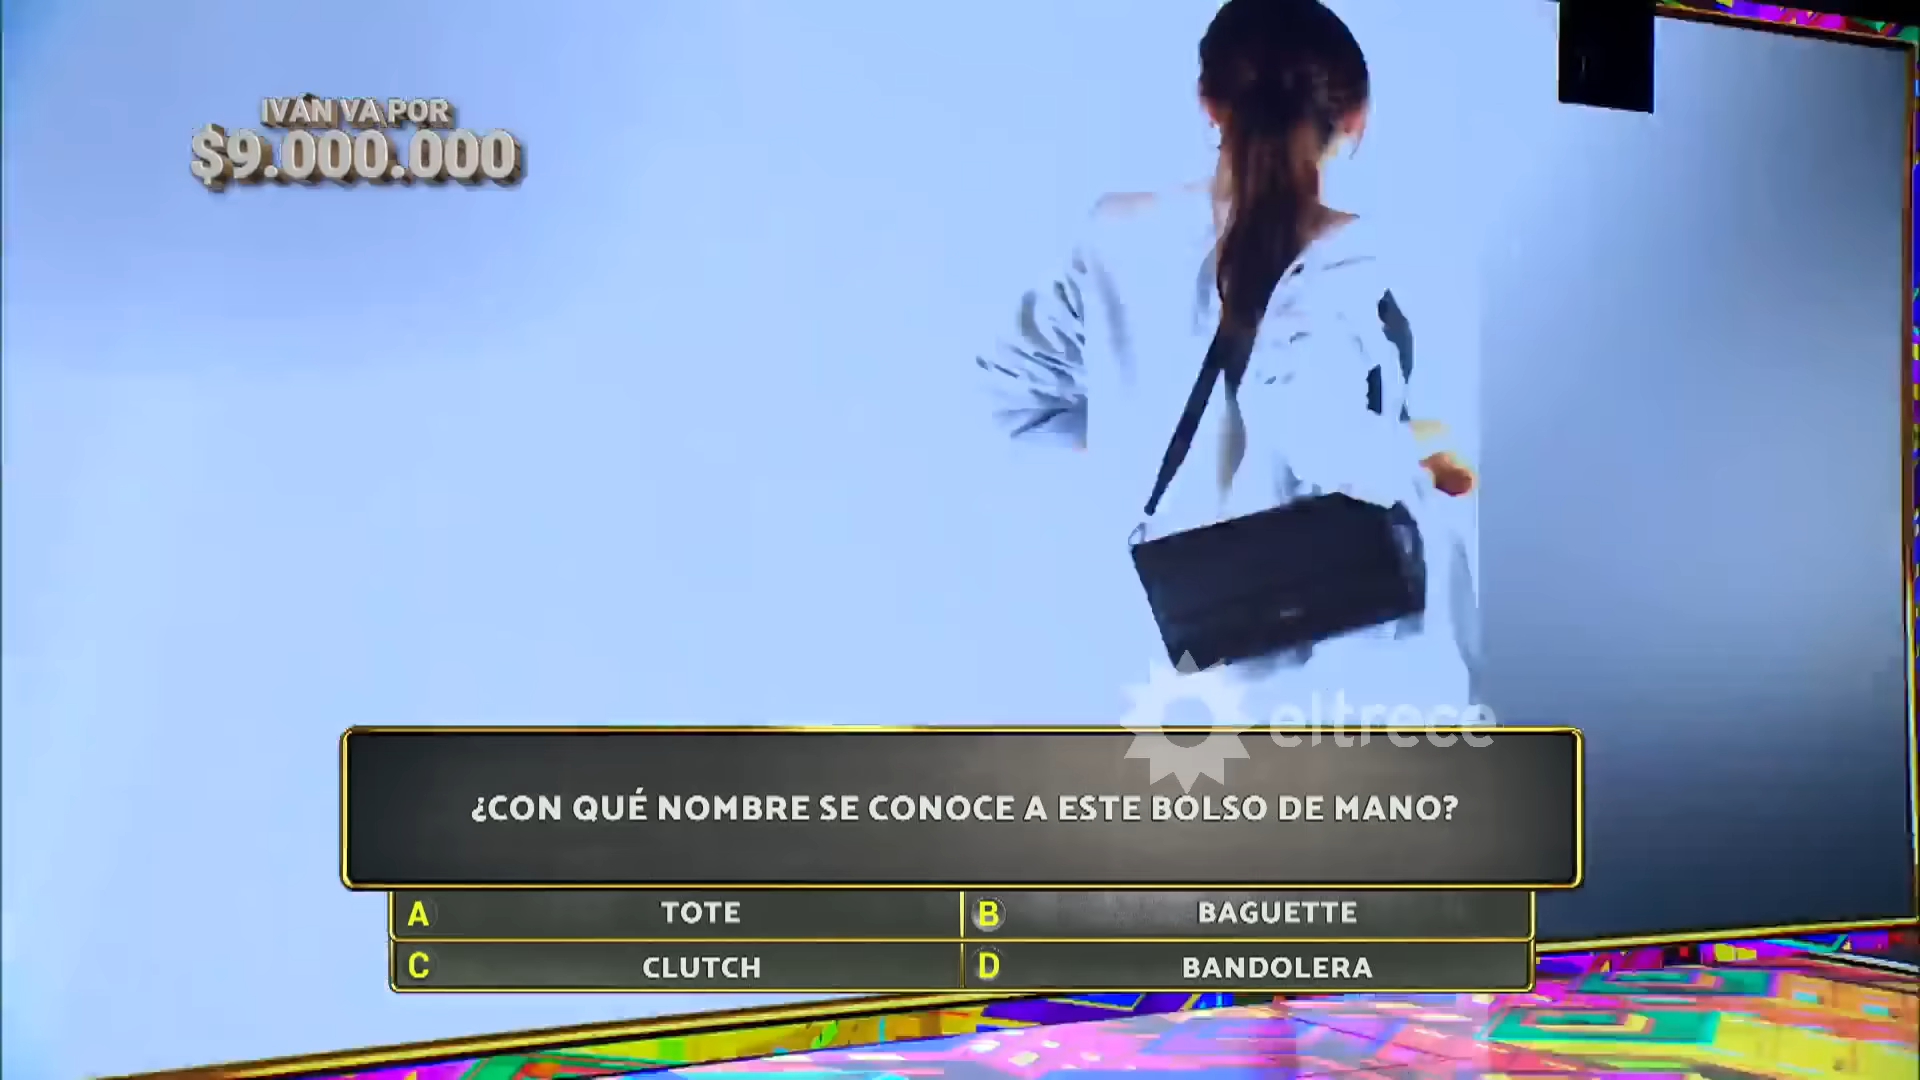 IVÁN VA POR
$9.000.000
eltrece
¿CON QUÉ NOMBRE SE CONOCE A ESTE BOLSO DE MANO?
A TOTE
B BAGUETTE
C CLUTCH
D BANDOLERA